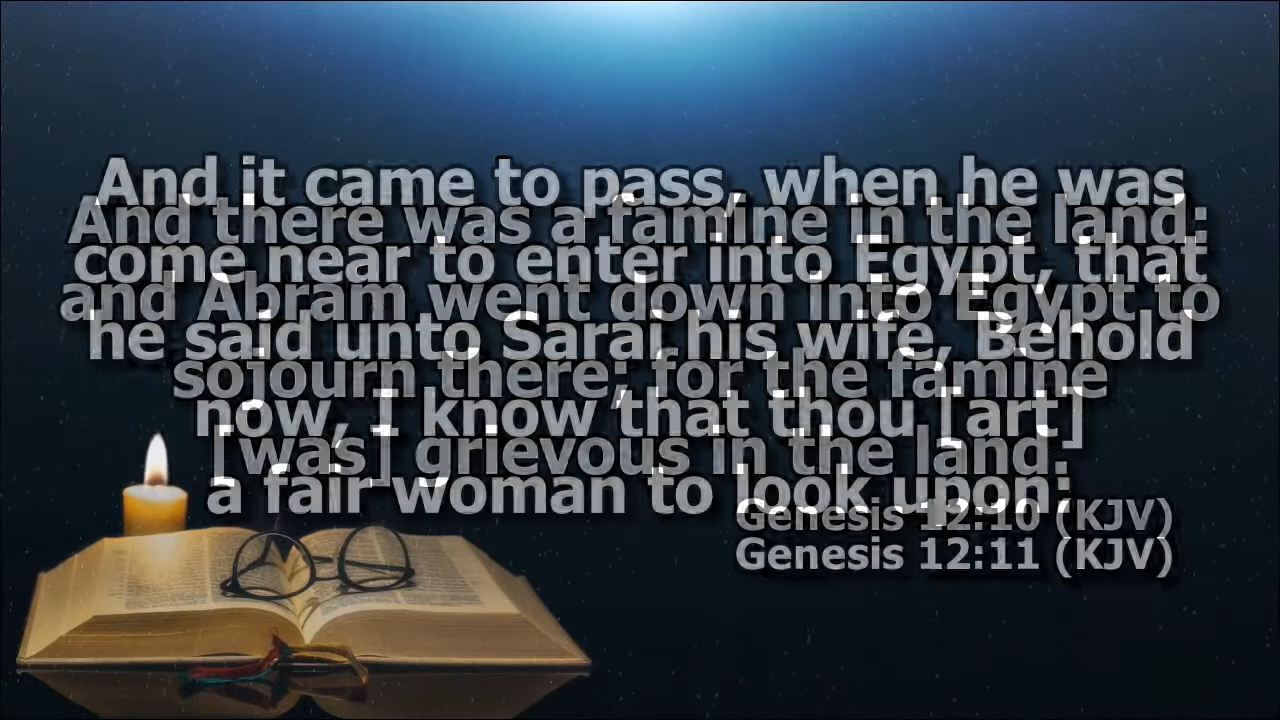 And it came to pass, when he was
And there was a famine in the land:
come near to enter into Egypt, that
and Abram went down into Egypt to
he said unto Sarai his wife, Behold
sojourn there; for the famine
now, I know that thou [art]
[was] grievous in the land.
a fair woman to look upon:
Genesis 12:10 (KJV)
Genesis 12:11 (KJV)